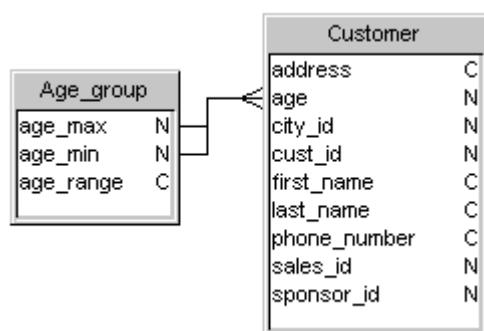 Age_group
age_max N
age_min N
age_range C
Customer
address C
age N
city_id N
cust_id N
first_name C
last_name C
phone_number C
sales_id N
sponsor_id N